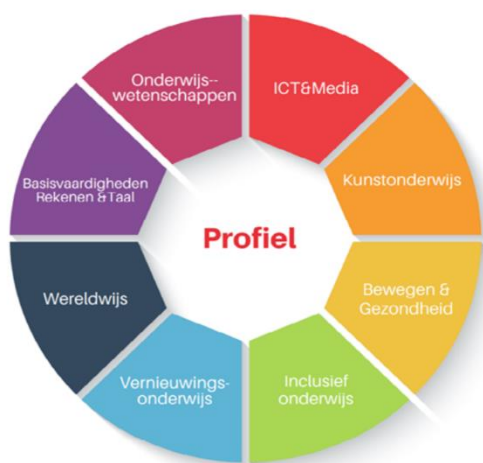 Onderwijs--
wetenschappen
ICT&Media
Kunstonderwijs
Bewegen &
Gezondheid
Inclusief
onderwijs
Vernieuwings-
onderwijs
Wereldwijs
Basisvaardigheden
Rekenen & Taal
Profiel